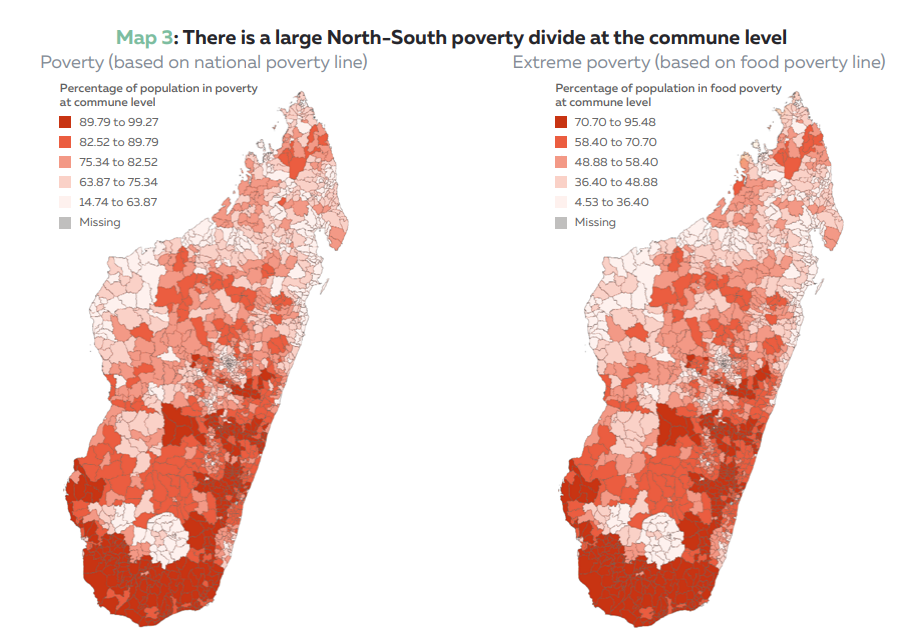 Map 3: There is a large North-South poverty divide at the commune level
Poverty (based on national poverty line)
Percentage of population in poverty
at commune level
89.79 to 99.27
82.52 to 89.79
75.34 to 82.52
63.87 to 75.34
14.74 to 63.87
Missing
Extreme poverty (based on food poverty line)
Percentage of population in food poverty
at commune level
70.70 to 95.48
58.40 to 70.70
48.88 to 58.40
36.40 to 48.88
4.53 to 36.40
Missing